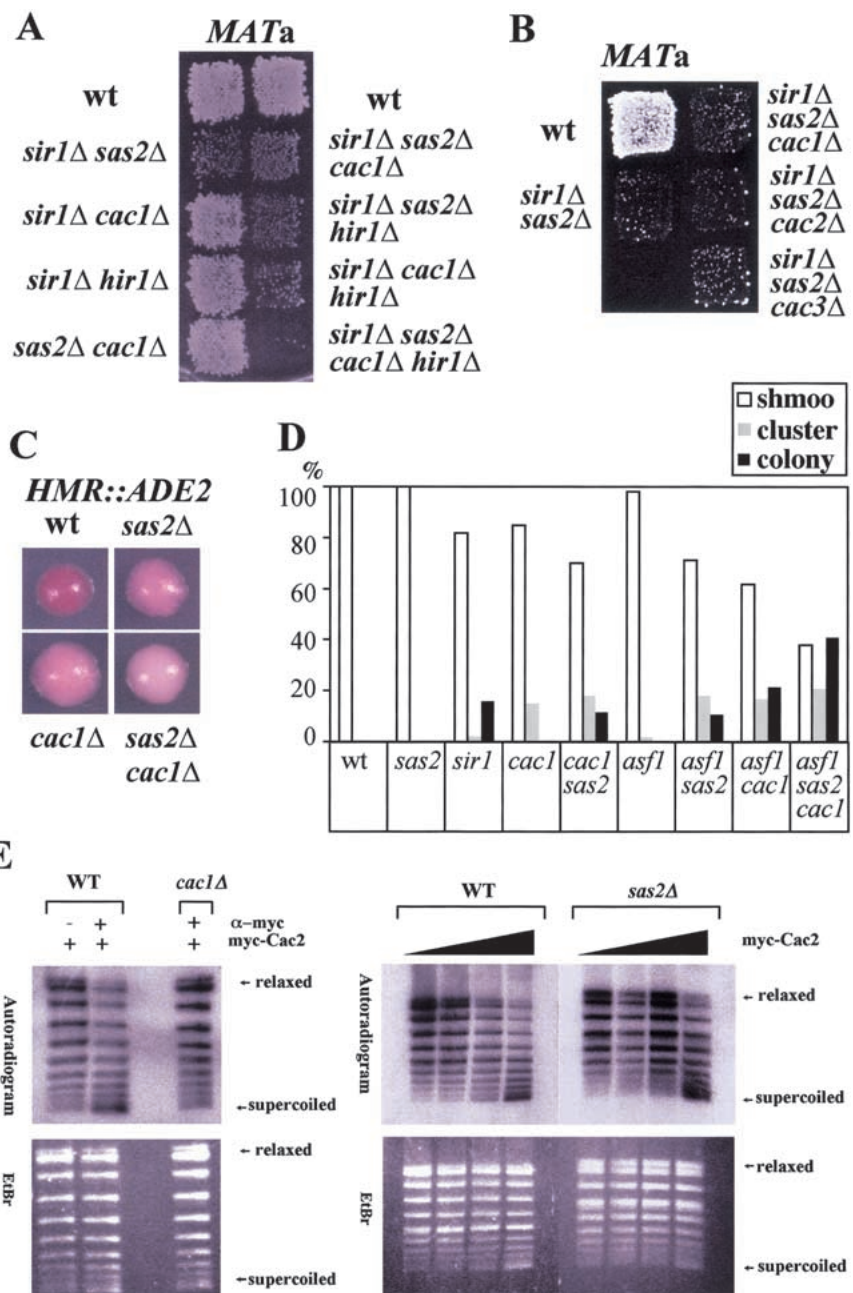 A
MATa
wt
wt
sir1Δ sas2Δ
sir1Δ sas2Δ
cac1Δ
sir1Δ cac1Δ
sir1Δ sas2Δ
hir1Δ
sir1Δ hir1Δ
sir1Δ cac1Δ
hir1Δ
sas2Δ cac1Δ
sir1Δ sas2Δ
cac1Δ hir1Δ
B
MATa
wt
sir1Δ
sas2Δ
cac1Δ
sir1Δ
sas2Δ
sir1Δ
sas2Δ
cac2Δ
sir1Δ
sas2Δ
cac3Δ
C
HMR::ADE2
wt sas2Δ
cac1Δ sas2Δ
cac1Δ
D
shmoo
cluster
colony
%
100
80
60
40
20
0
wt
sas2
sir1
cac1
cac1
sas2
asf1
asf1
sas2
asf1
cac1
asf1
sas2
cac1
E
WT cac1Δ
- + + α–myc
+ + + myc-Cac2
Autoradiogram
relaxed
supercoiled
EtBr
relaxed
supercoiled
WT sas2Δ
myc-Cac2
Autoradiogram
relaxed
supercoiled
EtBr
relaxed
supercoiled